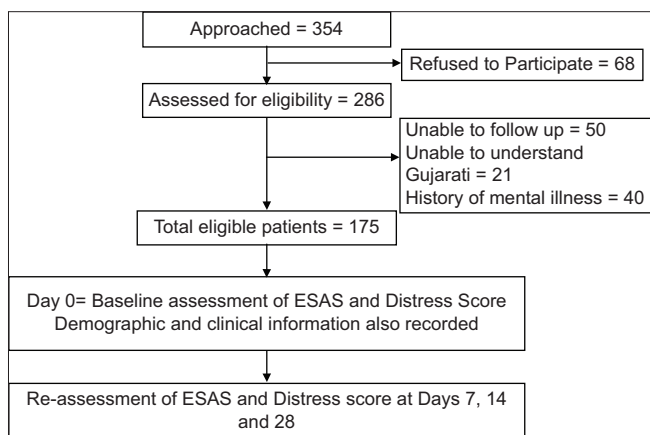 Approached = 354
Refused to Participate = 68
Assessed for eligibility = 286
Unable to follow up = 50
Unable to understand
Gujarati = 21
History of mental illness = 40
Total eligible patients = 175
Day 0= Baseline assessment of ESAS and Distress Score
Demographic and clinical information also recorded
Re-assessment of ESAS and Distress score at Days 7, 14
and 28